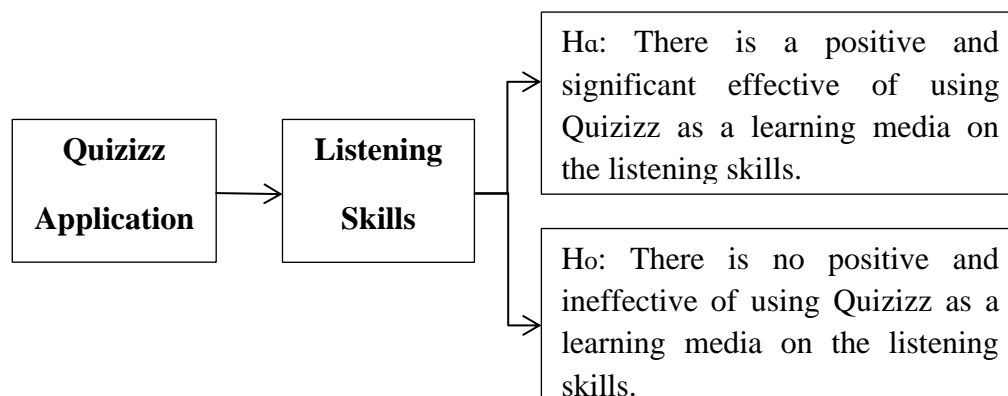 Quizizz
Application
Listening
Skills
Hɑ: There is a positive and
significant effective of using
Quizizz as a learning media on
the listening skills.
Ho: There is no positive and
ineffective of using Quizizz as a
learning media on the listening
skills.